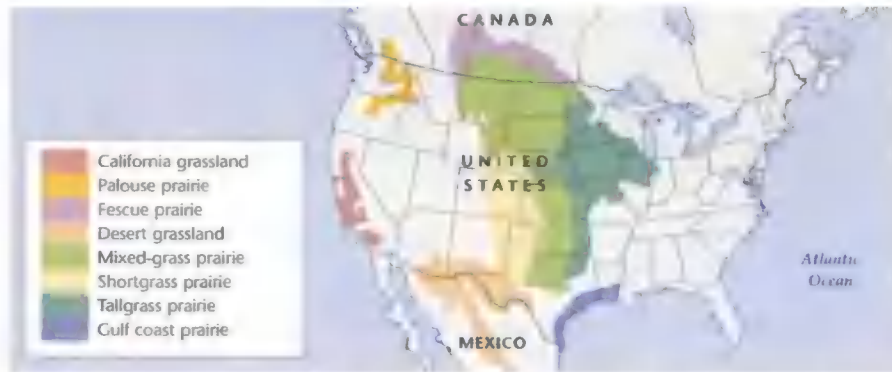 CANADA
UNITED
STATES
MEXICO
Atlantic
Ocean
California grassland
Palouse prairie
Fescue prairie
Desert grassland
Mixed-grass prairie
Shortgrass prairie
Tallgrass prairie
Gulf coast prairie